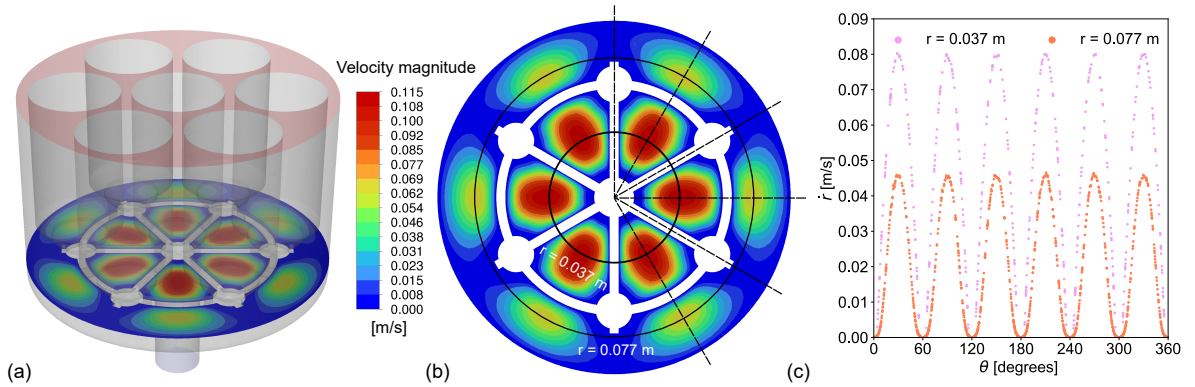 Velocity magnitude
0.115
0.108
0.100
0.092
0.084
0.077
0.069
0.061
0.054
0.046
0.038
0.031
0.023
0.015
0.008
0.000
[m/s]
(a)
r = 0.037 m
r = 0.077 m
(b)
0.09
0.08
0.07
0.06
0.05
0.04
0.03
0.02
0.01
0.00
ṙ [m/s]
r = 0.037 m r = 0.077 m
0 60 120 180 240 300 360
θ [degrees]
(c)